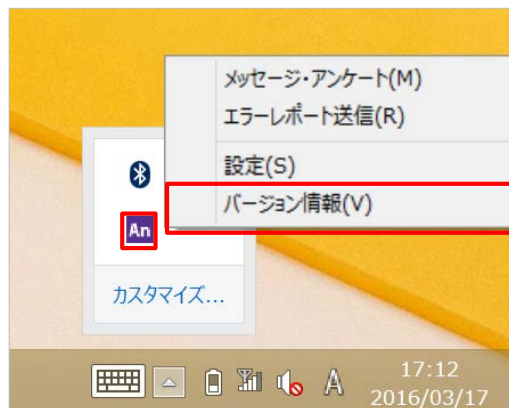 メッセージ・アンケート(M)
エラーレポート送信(R)
設定(S)
バージョン情報(V)
An
カスタマイズ...
A
17:12
2016/03/17